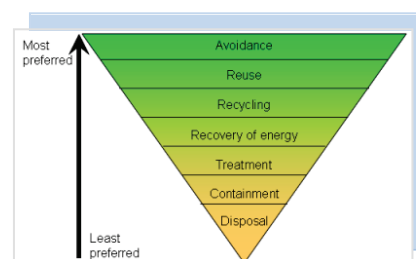 Most
preferred
Avoidance
Reuse
Recycling
Recovery of energy
Treatment
Containment
Disposal
Least
preferred